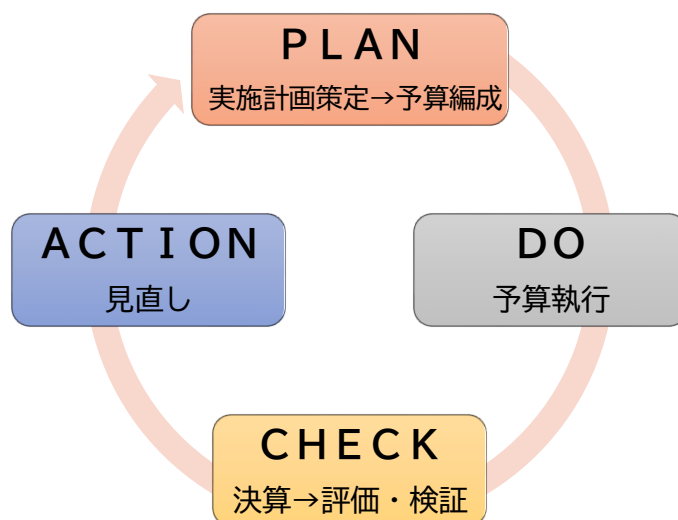 ＰＬＡＮ
実施計画策定→予算編成
ＡＣＴＩＯＮ
見直し
ＤＯ
予算執行
ＣＨＥＣＫ
決算→評価・検証